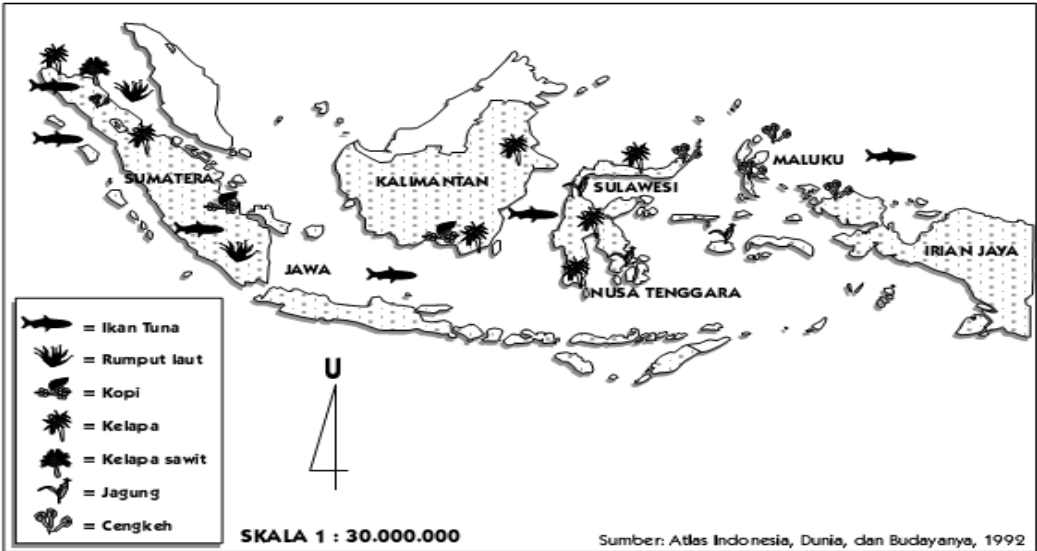 MALUKU
SUMATERA
KALIMANTAN
SULAWESI
IRIAN JAYA
JAWA
NUSA TENGGARA
= Ikan Tuna
= Rumput laut
= Kopi
= Kelapa
= Kelapa sawit
= Jagung
= Cengkeh
U
SKALA 1 : 30.000.000
Sumber: Atlas Indonesia, Dunia, dan Budayanya, 1992